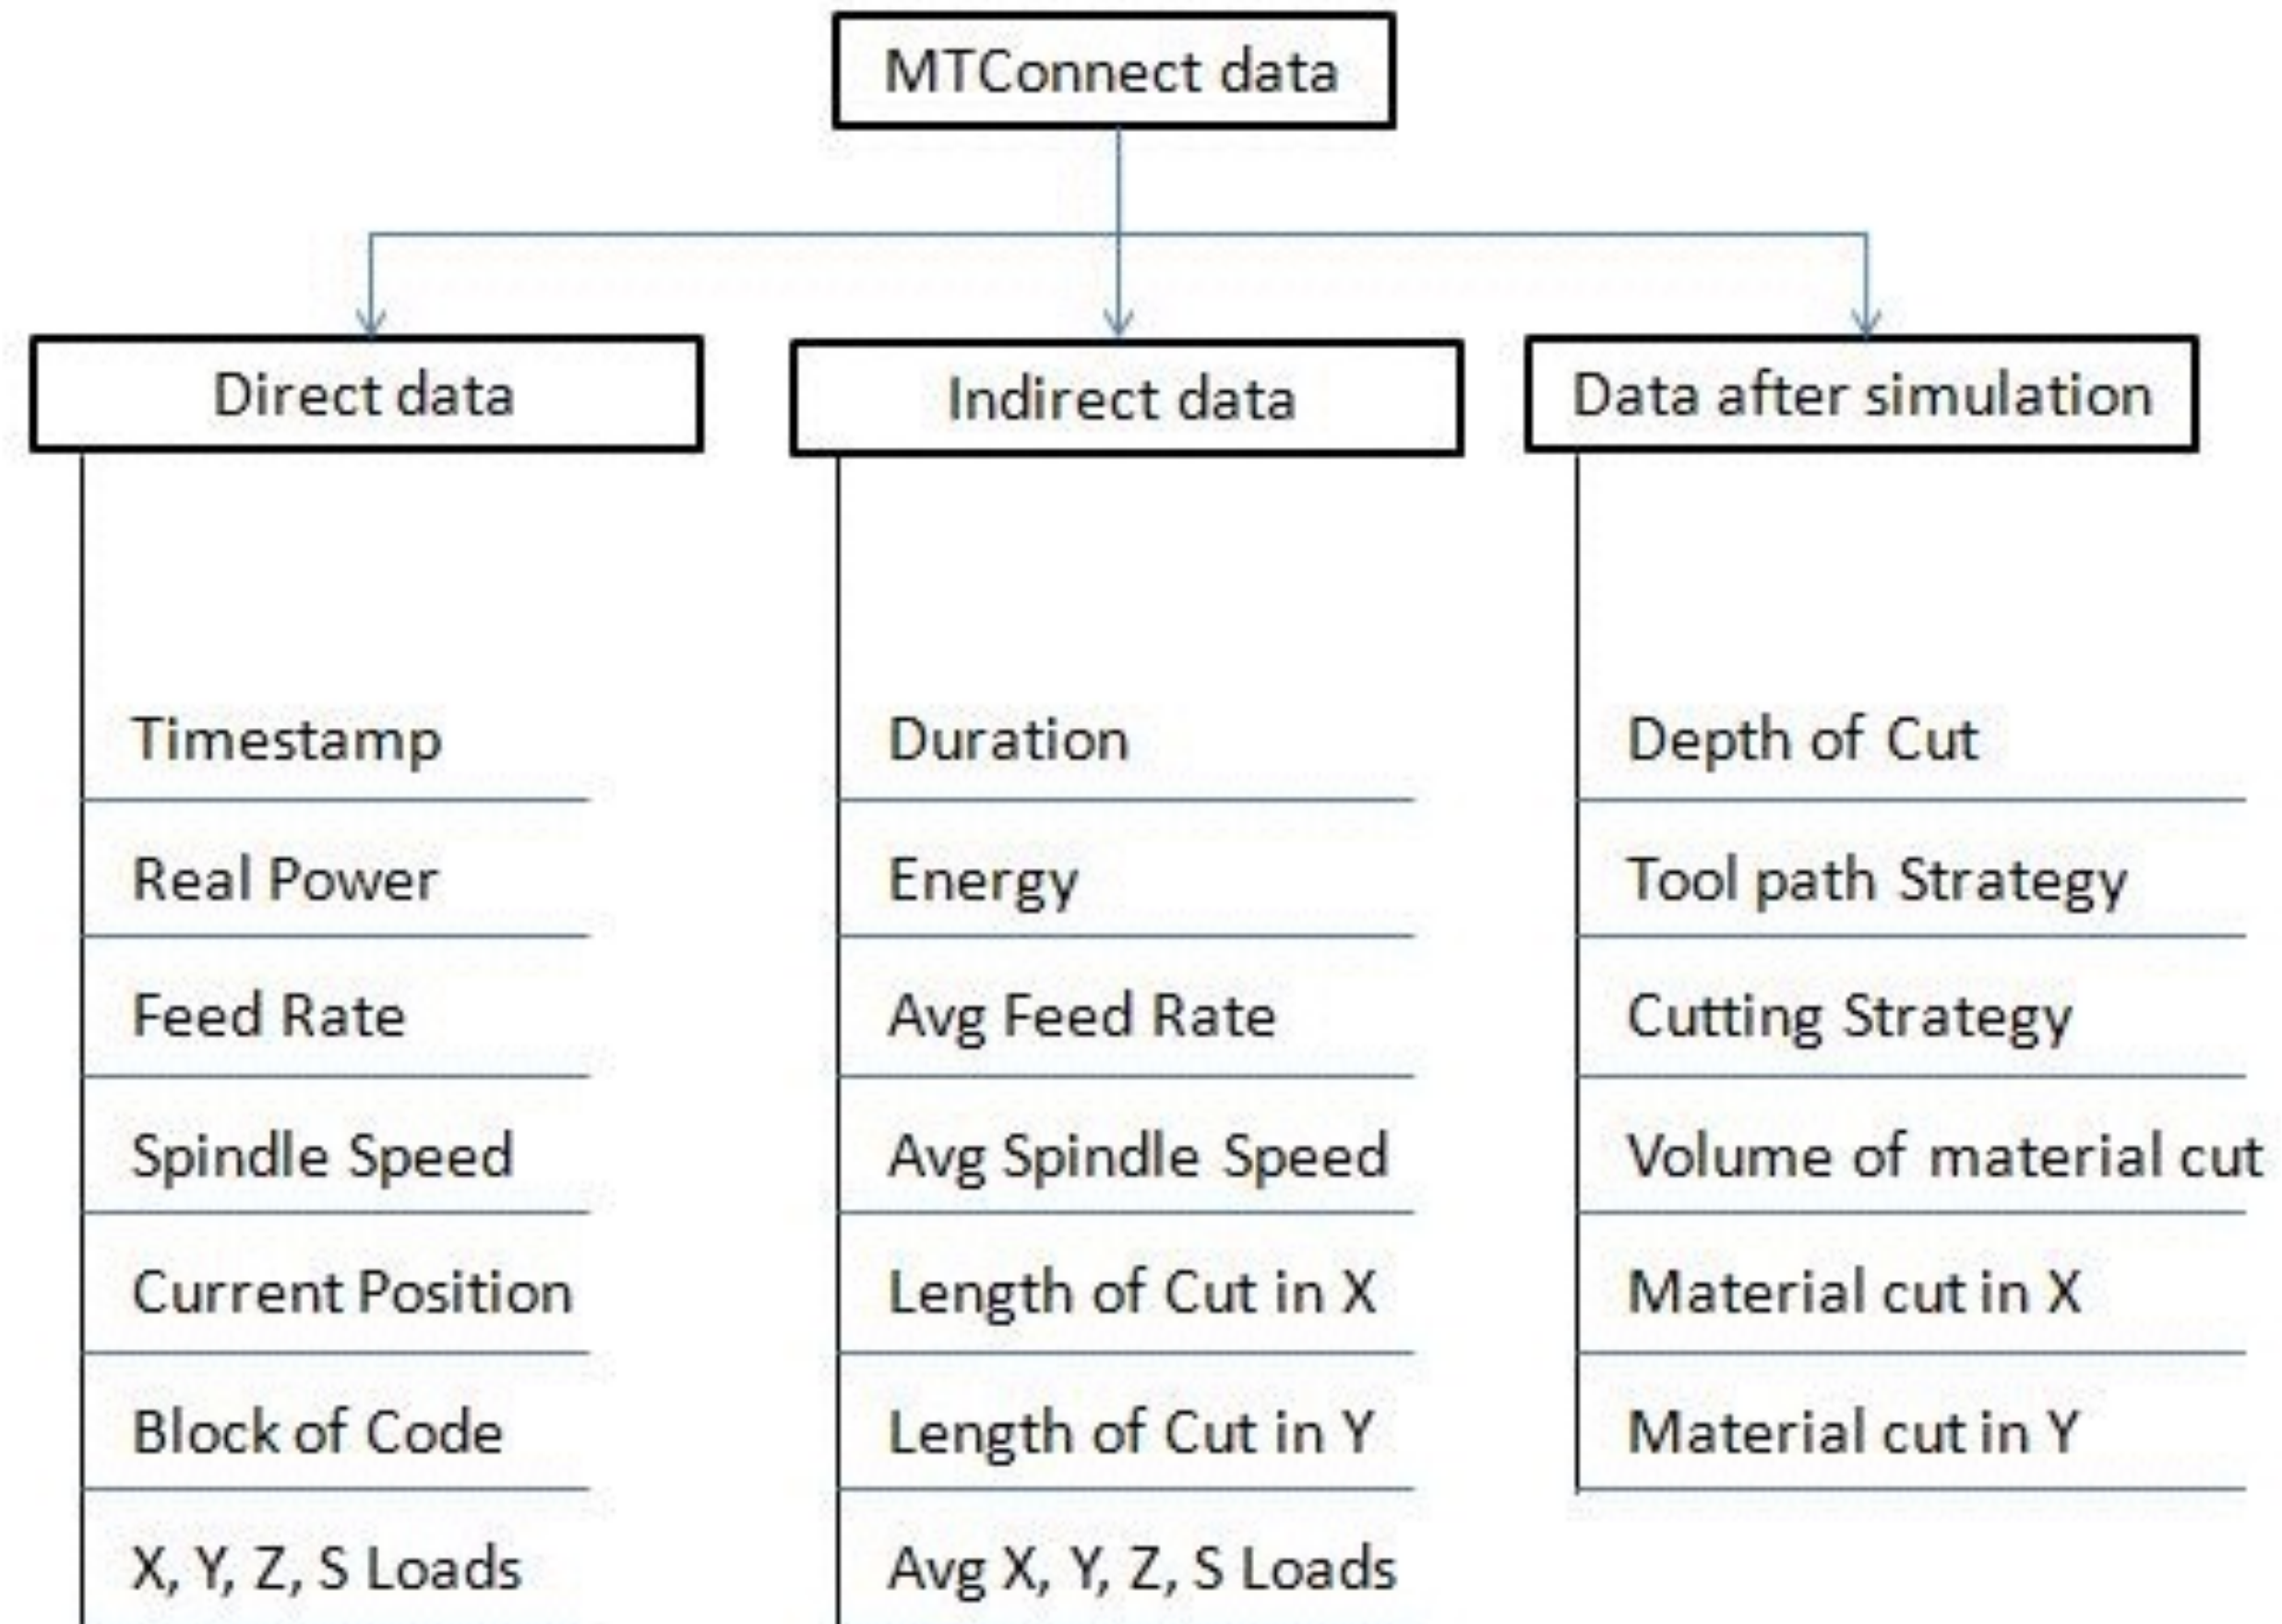 MTConnect data
Direct data
Timestamp
Real Power
Feed Rate
Spindle Speed
Current Position
Block of Code
X, Y, Z, S Loads
Indirect data
Duration
Energy
Avg Feed Rate
Avg Spindle Speed
Length of Cut in X
Length of Cut in Y
Avg X, Y, Z, S Loads
Data after simulation
Depth of Cut
Tool path Strategy
Cutting Strategy
Volume of material cut
Material cut in X
Material cut in Y